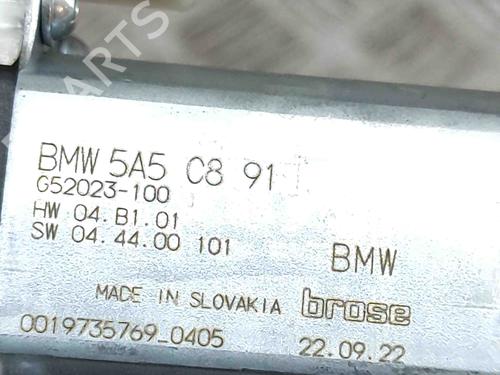 PARTS
BMW 5A5 C8 91
G52023-100
HW 04.B1.01
SW 04.44.00 101
BMW
MADE IN SLOVAKIA brose
0019735769_0405 22.09.22